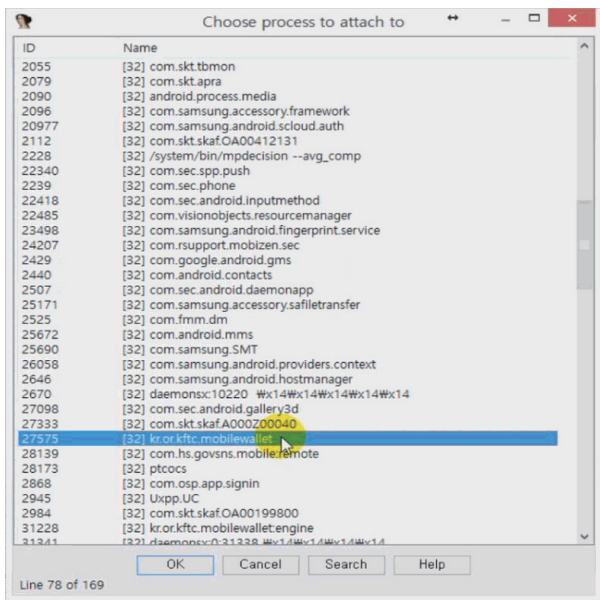 Choose process to attach to
ID Name
2055 [32] com.skt.tbmon
2079 [32] com.skt.apra
2090 [32] android.process.media
2096 [32] com.samsung.accessory.framework
20977 [32] com.samsung.android.scloud.auth
2112 [32] com.skt.skaf.OA00412131
2228 [32] /system/bin/mpdecision --avg_comp
22340 [32] com.sec.spp.push
2239 [32] com.sec.phone
22418 [32] com.sec.android.inputmethod
22485 [32] com.visionobjects.resourcemanager
23498 [32] com.samsung.android.fingerprint.service
24207 [32] com.rsupport.mobizen.sec
2429 [32] com.google.android.gms
2440 [32] com.android.contacts
2507 [32] com.sec.android.daemonapp
25171 [32] com.samsung.accessory.safiletransfer
2525 [32] com.fmm.dm
25672 [32] com.android.mms
25690 [32] com.samsung.SMT
26058 [32] com.samsung.android.providers.context
2646 [32] com.samsung.android.hostmanager
2670 [32] daemonsx:10220 ₩x14₩x14₩x14₩x14₩x14
27098 [32] com.sec.android.gallery3d
27333 [32] com.skt.skaf.A000Z00040
27575 [32] kr.or.kftc.mobilewallet
28139 [32] com.hs.govsns.mobile:remote
28173 [32] ptcocs
2868 [32] com.osp.app.signin
2945 [32] Uxpp.UC
2984 [32] com.skt.skaf.OA00199800
31228 [32] kr.or.kftc.mobilewallet:engine
31341 [32] daemonsx:0:31338 ₩x14₩x14₩x14₩x14
OK Cancel Search Help
Line 78 of 169